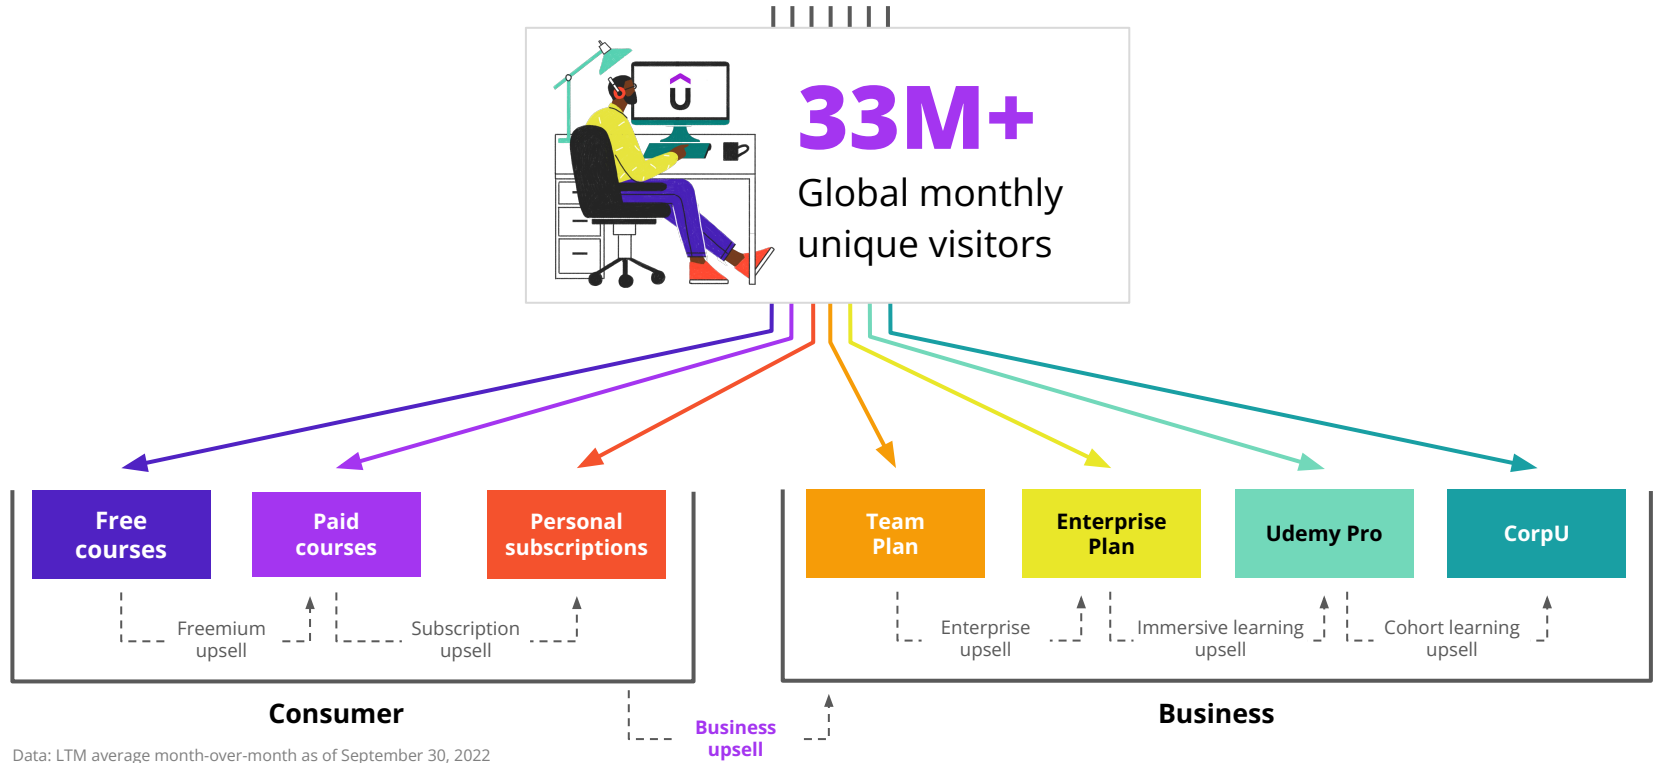 33M+
Global monthly
unique visitors
Free
courses
Paid
courses
Personal
subscriptions
Team
Plan
Enterprise
Plan
Udemy Pro
CorpU
Freemium
upsell
Subscription
upsell
Enterprise
upsell
Immersive learning
upsell
Cohort learning
upsell
Consumer
Business
upsell
Business
Data: LTM average month-over-month as of September 30, 2022